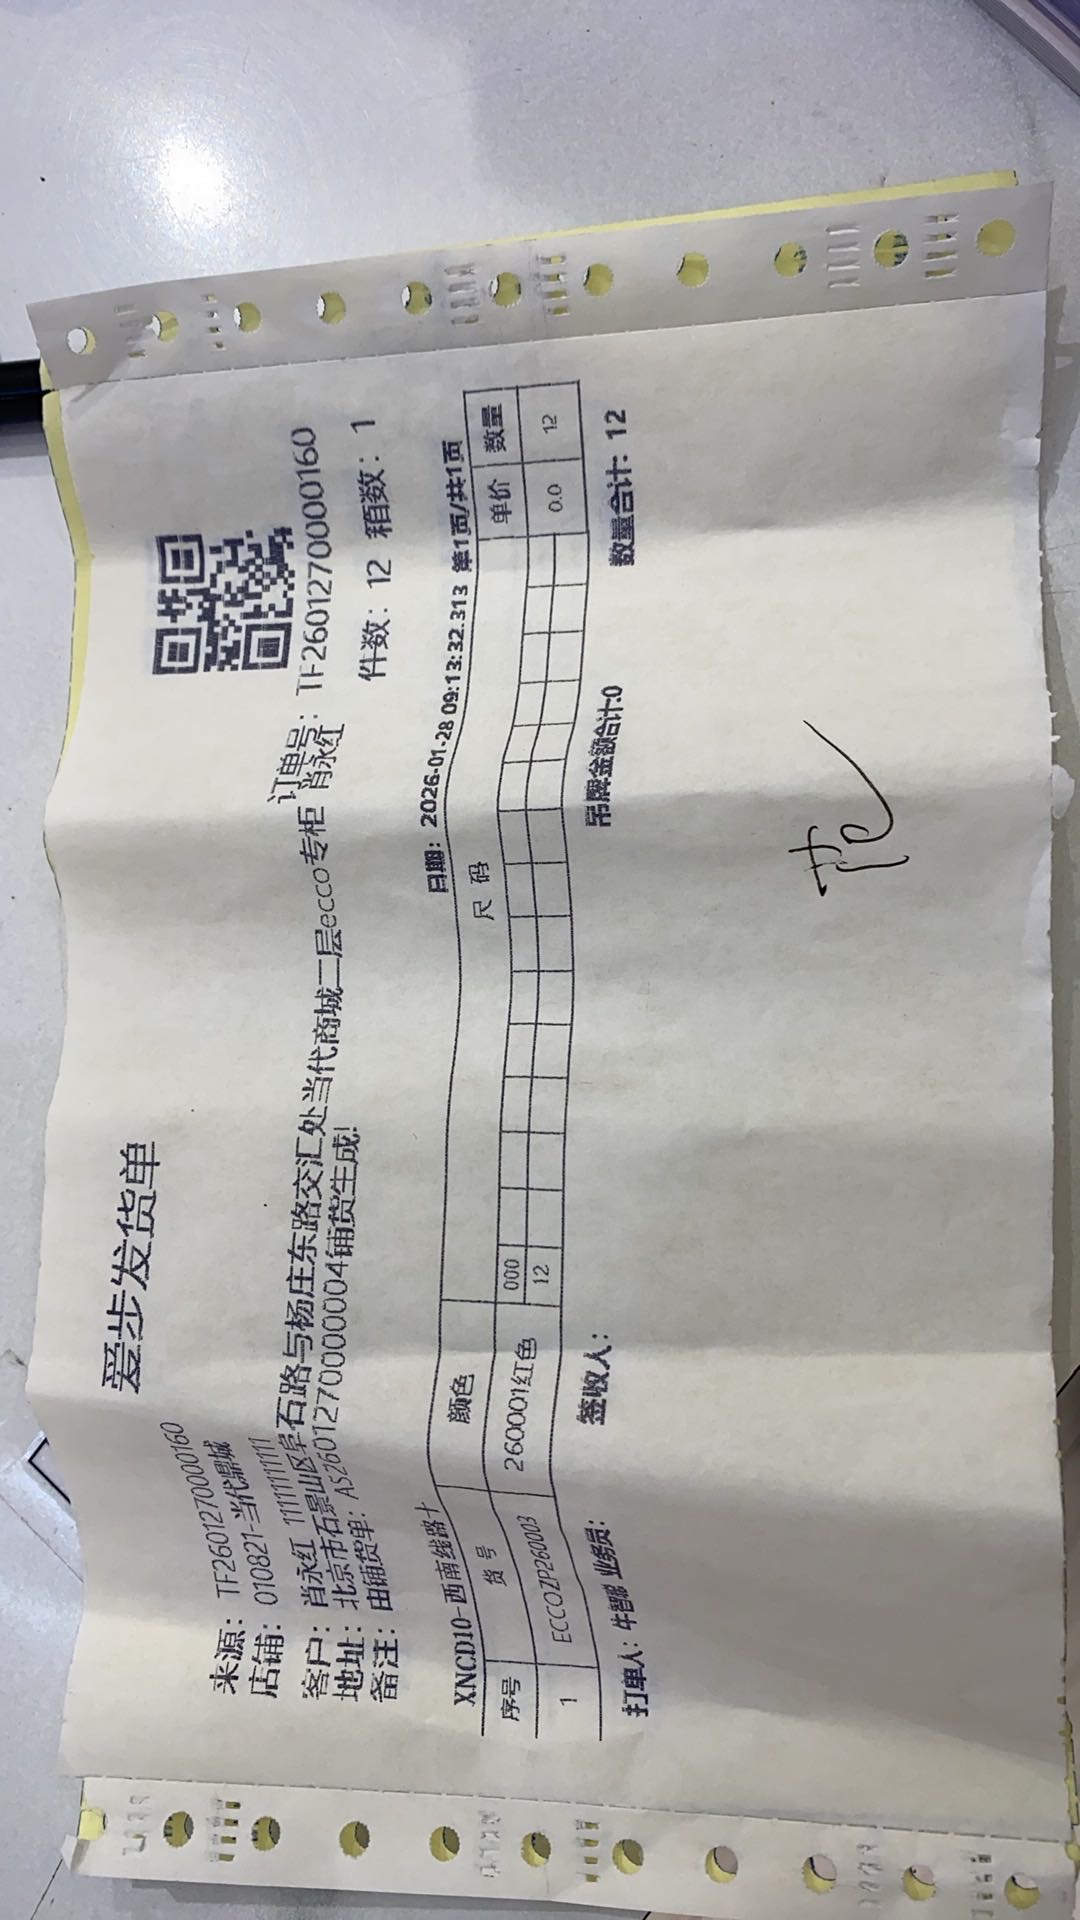 爱步发货单
来源：TF2601270000160
店铺：010821-当代鼎城
订单号：TF2601270000160
客户：肖永红 11111111111
地址：北京市石景山区阜石路与杨庄东路交汇处当代商城二层ecco专柜 肖永红
备注：由铺货单：AS2601270000004铺货生成!
件数：12 箱数：1
XNCD10-西南线路十
日期：2026-01-28 09:13:32.313 第1页/共1页
序号 货号 颜色 尺码 单价 数量
000
1 ECCOZP260003 260001红色 12 0.0 12
打单人：牛智聪 业务员： 签收人： 吊牌金额合计:0 数量合计：12